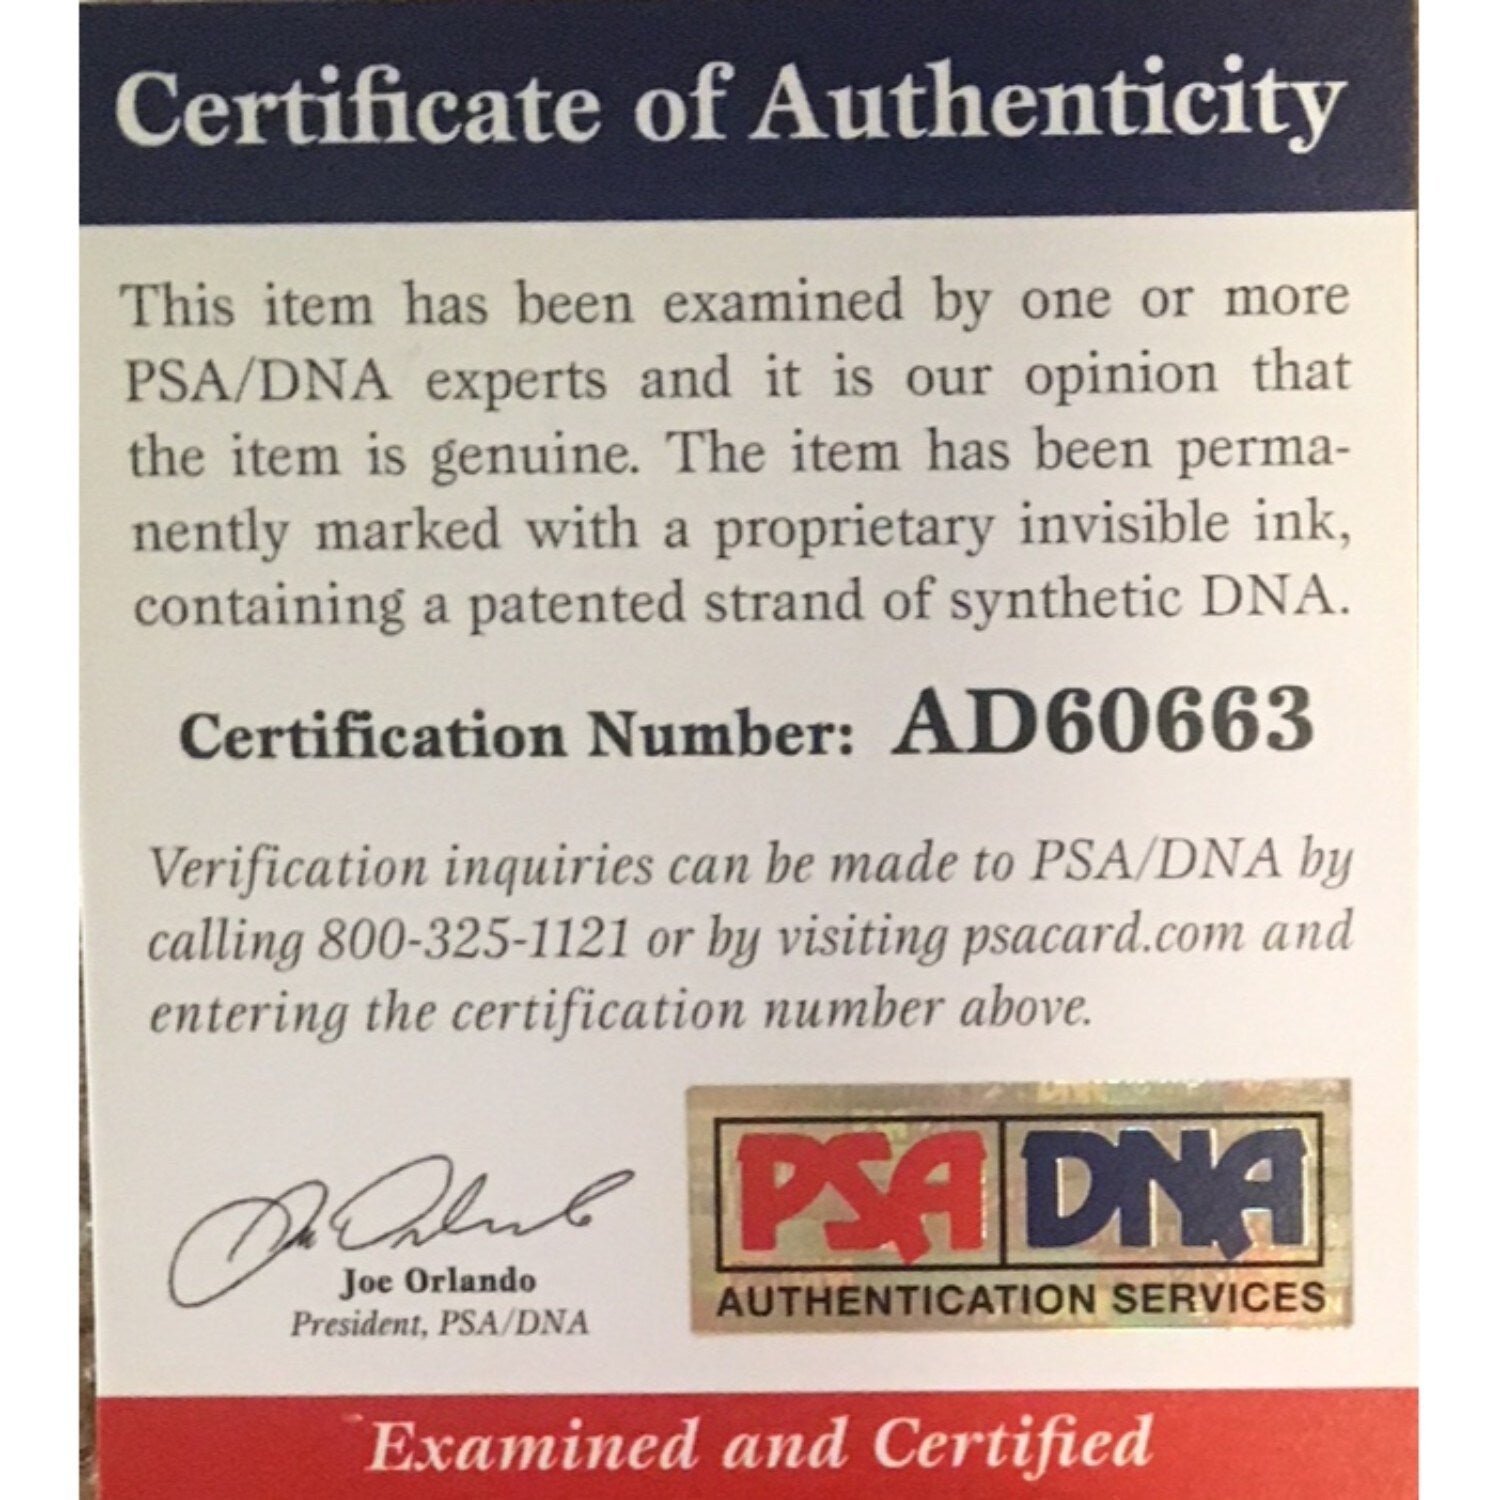 Certificate of Authenticity
This item has been examined by one or more
PSA/DNA experts and it is our opinion that
the item is genuine. The item has been perma-
nently marked with a proprietary invisible ink,
containing a patented strand of synthetic DNA.
Certification Number: AD60663
Verification inquiries can be made to PSA/DNA by
calling 800-325-1121 or by visiting psacard.com and
entering the certification number above.
Joe Orlando
President, PSA/DNA
PSA DNA
AUTHENTICATION SERVICES
Examined and Certified